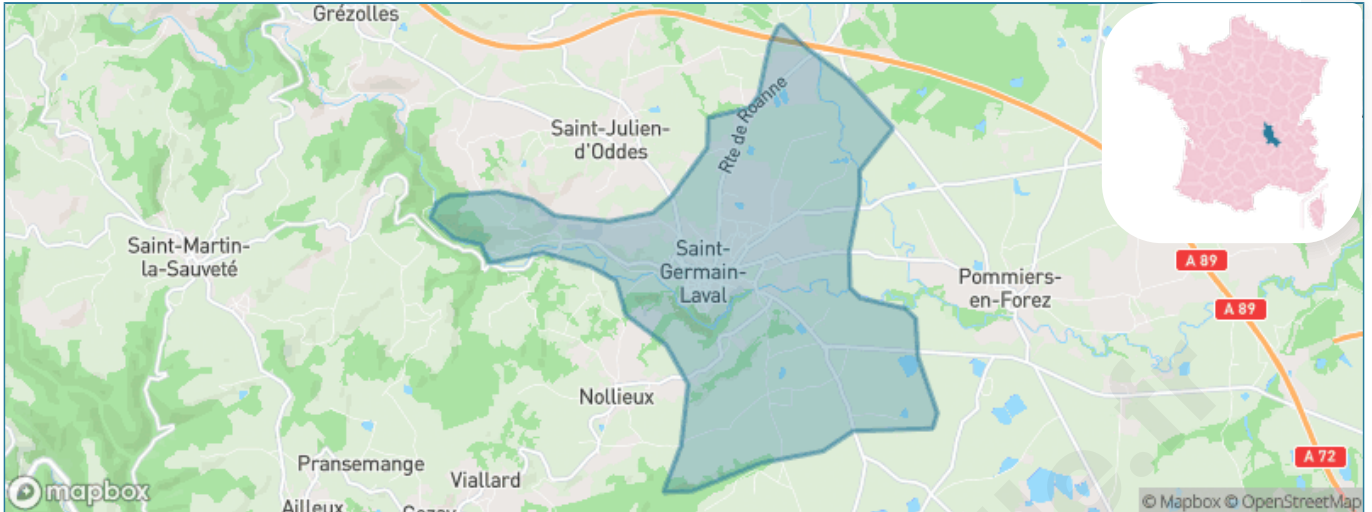 Grézolles
Saint-Julien-
d'Oddes
Rte de Roanne
Saint-Martin-
la-Sauveté
Saint-
Germain-
Laval
Pommiers-
en-Forez
A 89
A 89
Nollieux
Pransemange
Viallard
A 72
Ailleux
mapbox
© Mapbox © OpenStreetMap